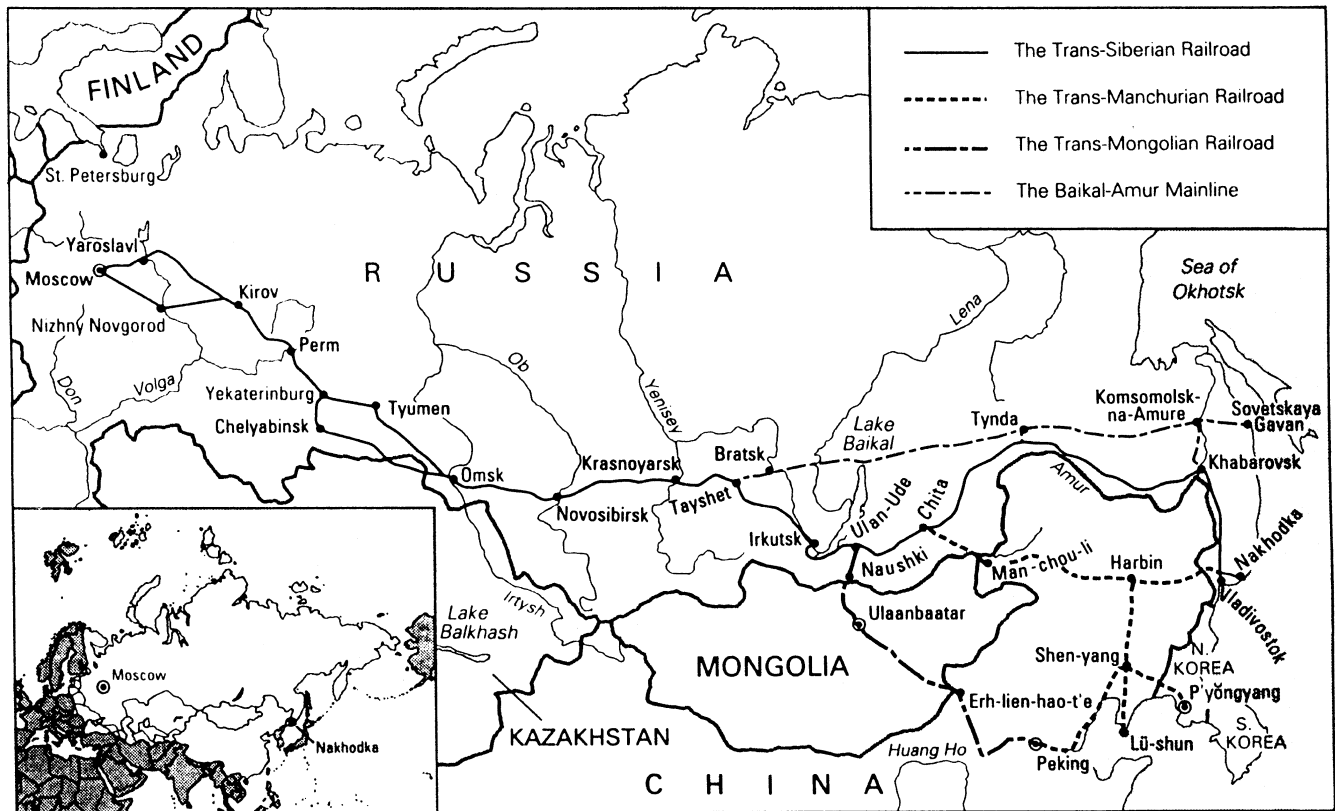 FINLAND
The Trans-Siberian Railroad
The Trans-Manchurian Railroad
The Trans-Mongolian Railroad
The Baikal-Amur Mainline
St. Petersburg
Yaroslavl
Moscow
RUSSIA
Sea of
Okhotsk
Kirov
Nizhny Novgorod
Lena
Perm
Ob
Don
Volga
Yenisey
Yekaterinburg
Tyumen
Chelyabinsk
Lake
Baikal
Tynda
Komsomolsk-
na-Amure
Sovetskaya
Gavan
Omsk
Krasnoyarsk
Bratsk
Khabarovsk
Amur
Novosibirsk
Tayshet
Irkutsk
Ulan-Ude
Chita
Naushki
Man-chou-li
Harbin
Nakhodka
Vladivostok
Irtysh
Lake
Balkhash
Ulaanbaatar
MONGOLIA
Shen-yang
N.
KOREA
P'yŏngyang
Erh-lien-hao-t'e
KAZAKHSTAN
Huang Ho
Peking
Lü-shun
S.
KOREA
CHINA
Moscow
Nakhodka